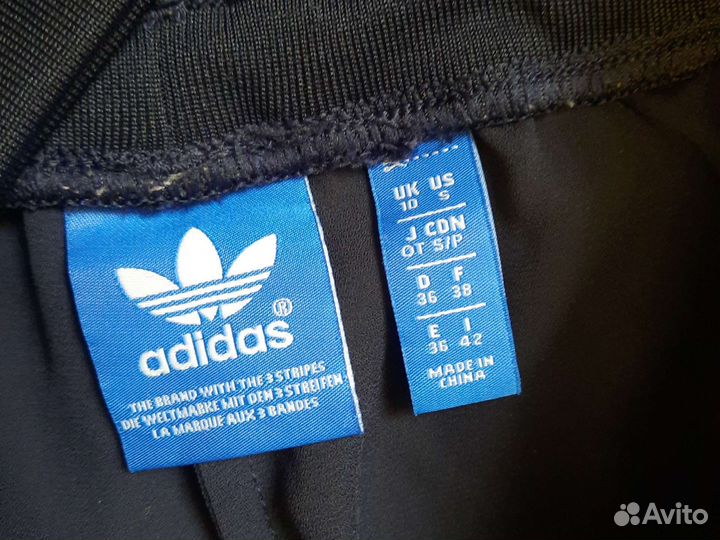 adidas®
THE BRAND WITH THE 3 STRIPES
DIE WELTMARKE MIT DEN 3 STREIFEN
LA MARQUE AUX 3 BANDES
UK US
10 S
J CDN
OT S/P
D F
36 38
E I
36 42
MADE IN
CHINA
Avito